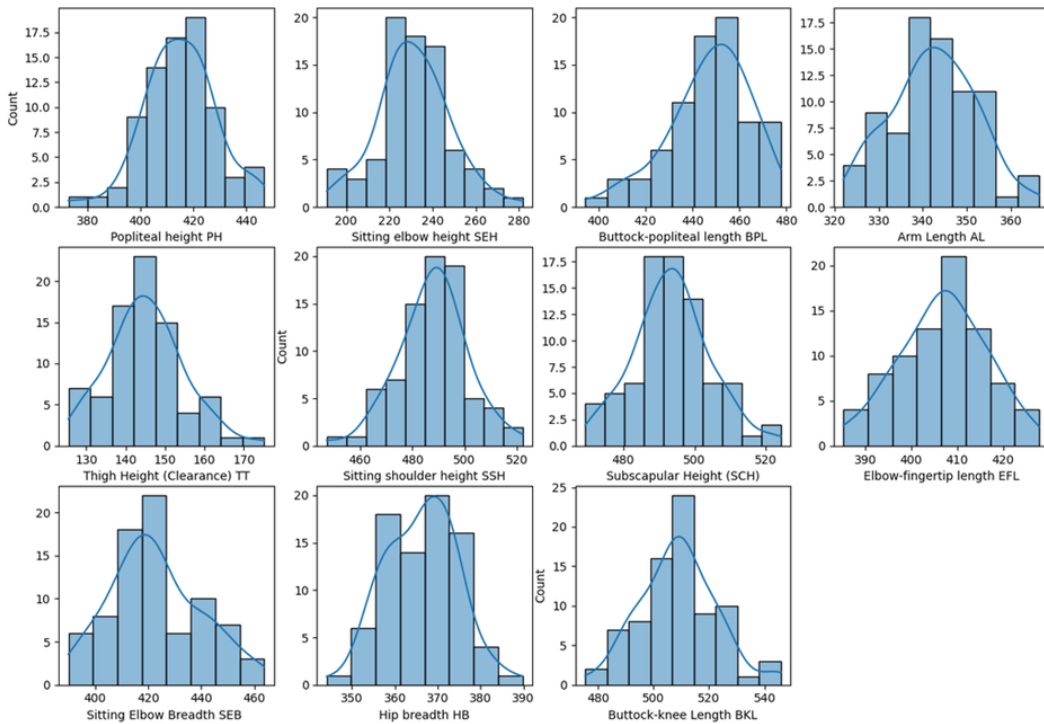 17.5
15.0
12.5
10.0
7.5
5.0
2.5
0.0
Count
380 400 420 440
Popliteal height PH
20
15
10
5
0
200 220 240 260 280
Sitting elbow height SEH
20
15
10
5
0
400 420 440 460 480
Buttock-popliteal length BPL
17.5
15.0
12.5
10.0
7.5
5.0
2.5
0.0
320 330 340 350 360
Arm Length AL
20
15
10
5
0
130 140 150 160 170
Thigh Height (Clearance) TT
20
15
10
5
0
Count
460 480 500 520
Sitting shoulder height SSH
17.5
15.0
12.5
10.0
7.5
5.0
2.5
0.0
480 500 520
Subscapular Height (SCH)
20
15
10
5
0
390 400 410 420
Elbow-fingertip length EFL
20
15
10
5
0
400 420 440 460
Sitting Elbow Breadth SEB
20
15
10
5
0
350 360 370 380 390
Hip breadth HB
25
20
15
10
5
0
Count
480 500 520 540
Buttock-knee Length BKL